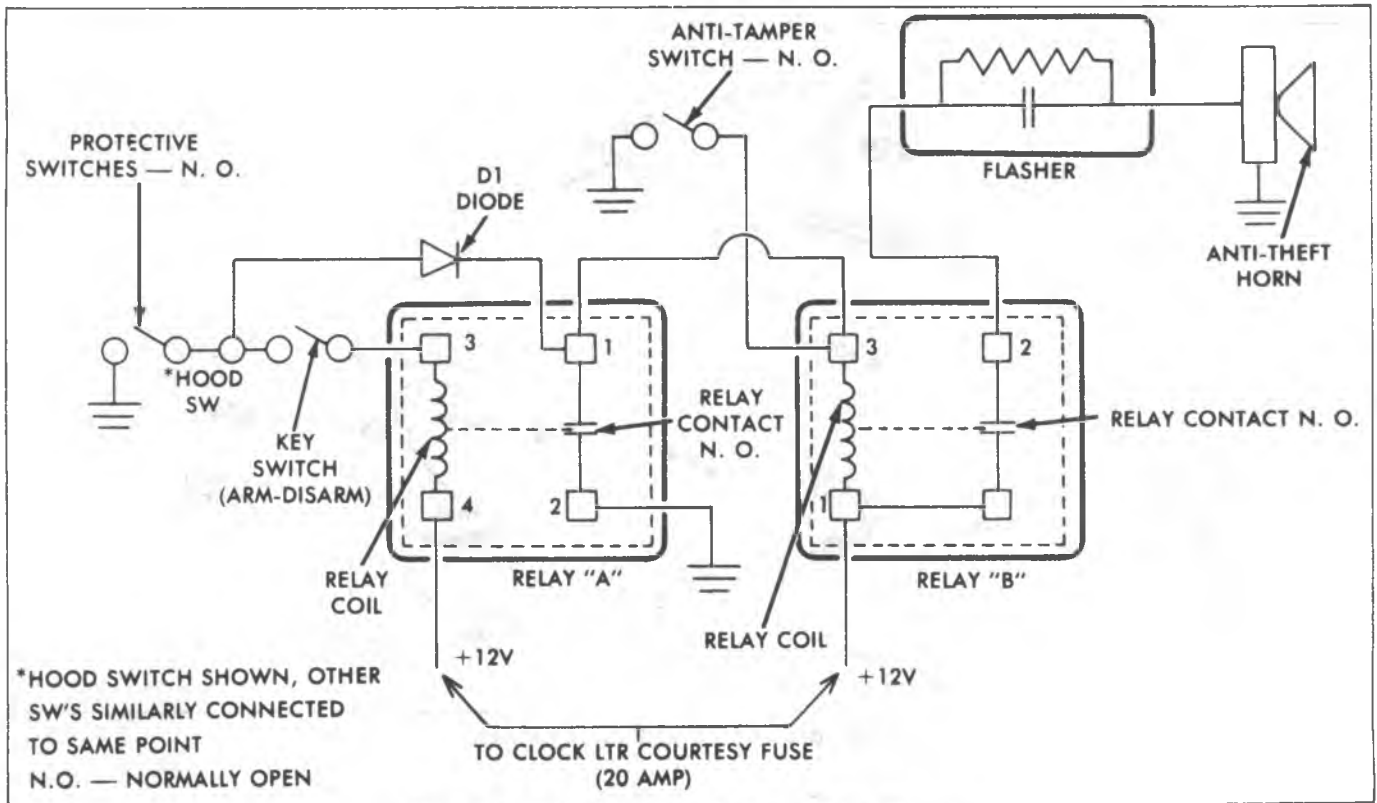 ANTI-TAMPER
SWITCH — N. O.
PROTECTIVE
SWITCHES — N. O.
D1
DIODE
FLASHER
ANTI-THEFT
HORN
*HOOD
SW
KEY
SWITCH
(ARM-DISARM)
3
1
4
2
RELAY
CONTACT
N. O.
RELAY
COIL
RELAY "A"
3
2
1
RELAY CONTACT N. O.
RELAY "B"
RELAY COIL
+12V
+12V
TO CLOCK LTR COURTESY FUSE
(20 AMP)
*HOOD SWITCH SHOWN, OTHER
SW'S SIMILARLY CONNECTED
TO SAME POINT
N.O. — NORMALLY OPEN